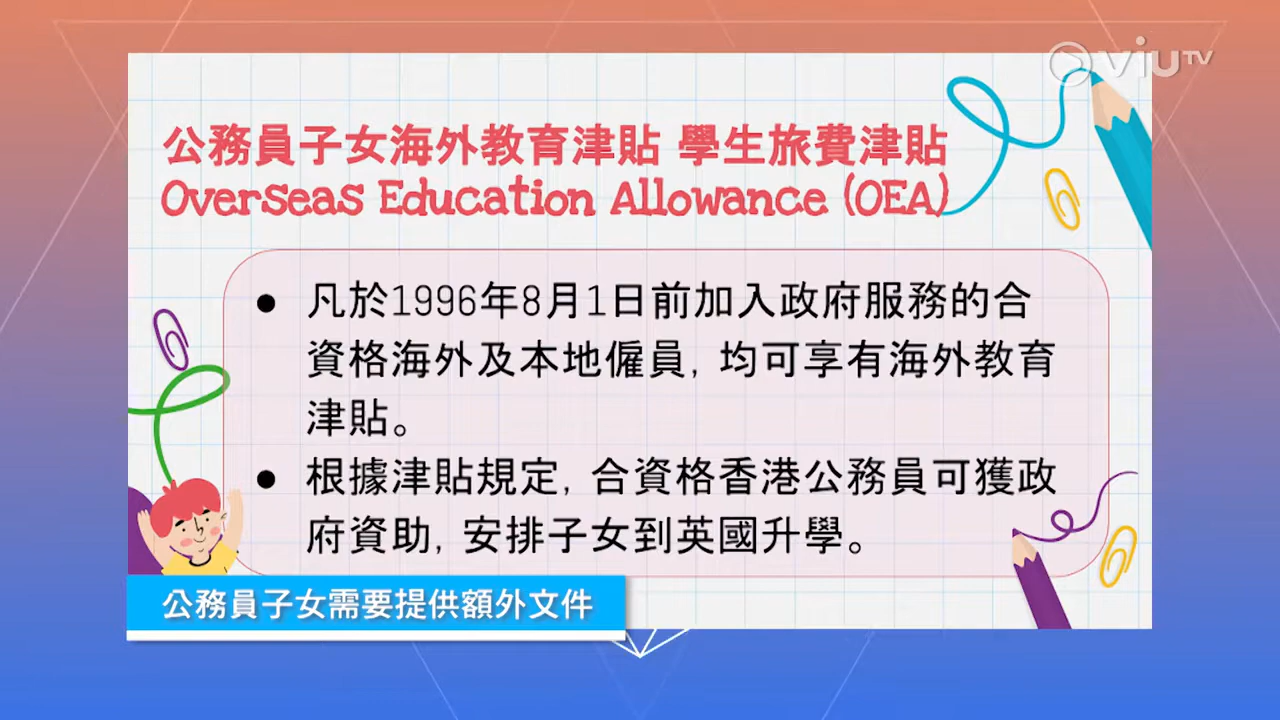 viuTV
公務員子女海外教育津貼 學生旅費津貼
Overseas Education Allowance (OEA)
● 凡於1996年8月1日前加入政府服務的合
資格海外及本地僱員, 均可享有海外教育
津貼。
● 根據津貼規定, 合資格香港公務員可獲政
府資助, 安排子女到英國升學。
公務員子女需要提供額外文件